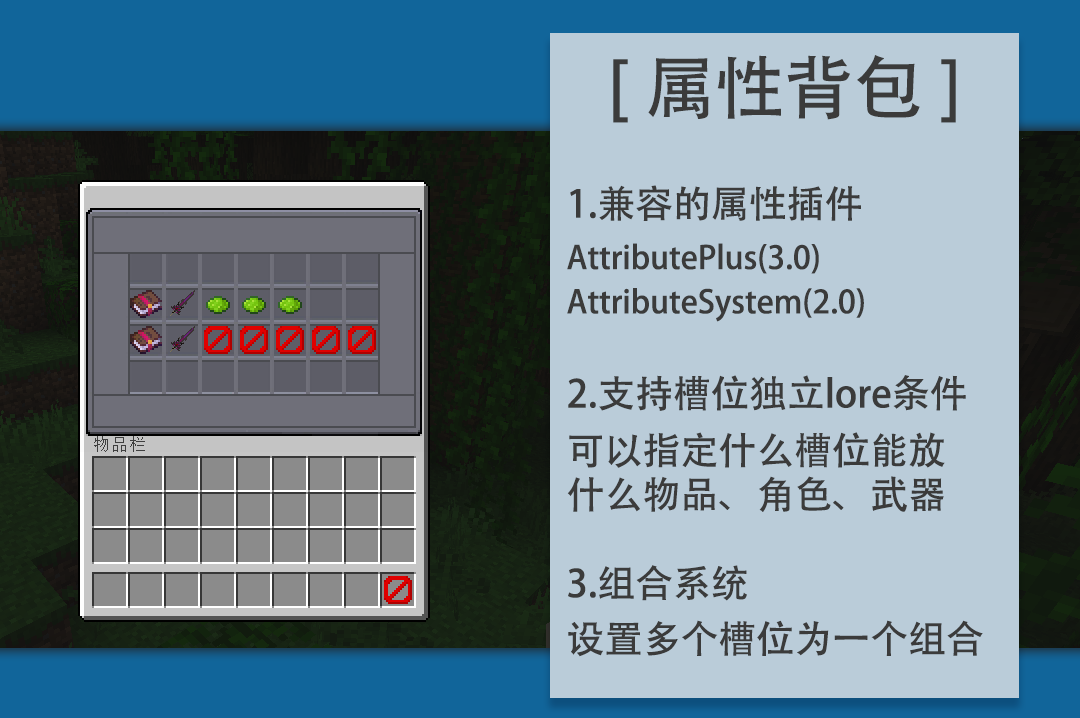 [ 属性背包 ]
1.兼容的属性插件
AttributePlus(3.0)
AttributeSystem(2.0)
2.支持槽位独立lore条件
可以指定什么槽位能放
什么物品、角色、武器
3.组合系统
设置多个槽位为一个组合
物品栏